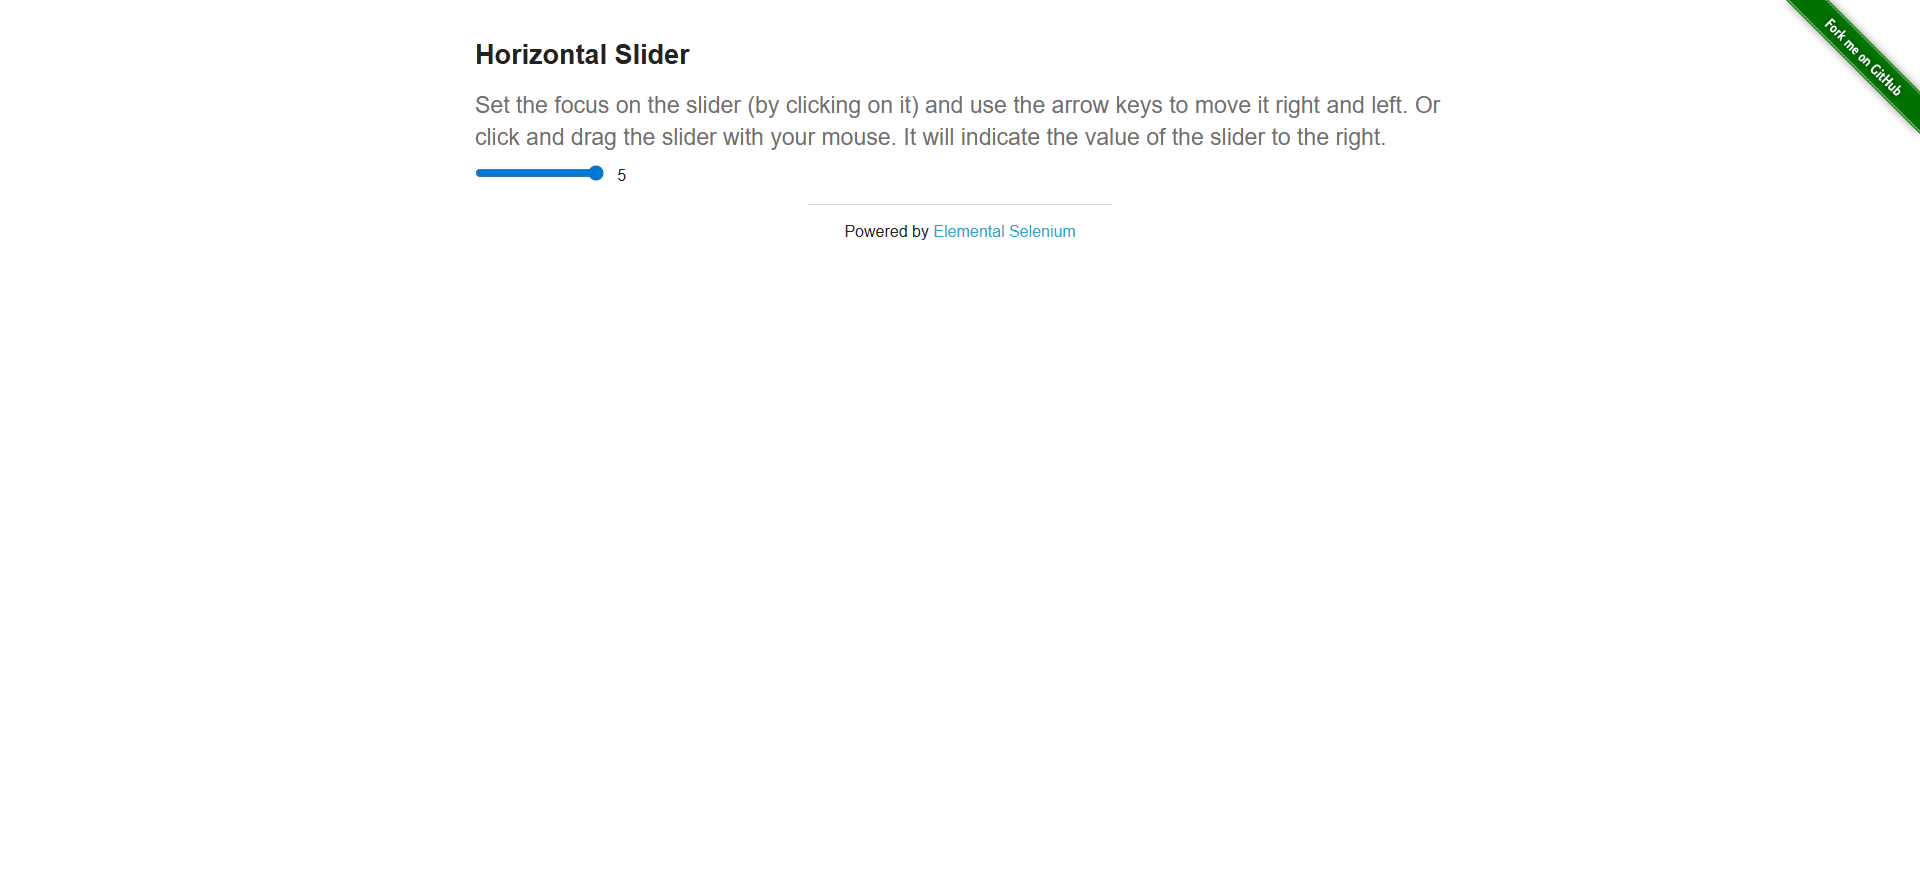 Fork me on GitHub
Horizontal Slider
Set the focus on the slider (by clicking on it) and use the arrow keys to move it right and left. Or
click and drag the slider with your mouse. It will indicate the value of the slider to the right.
5
Powered by Elemental Selenium